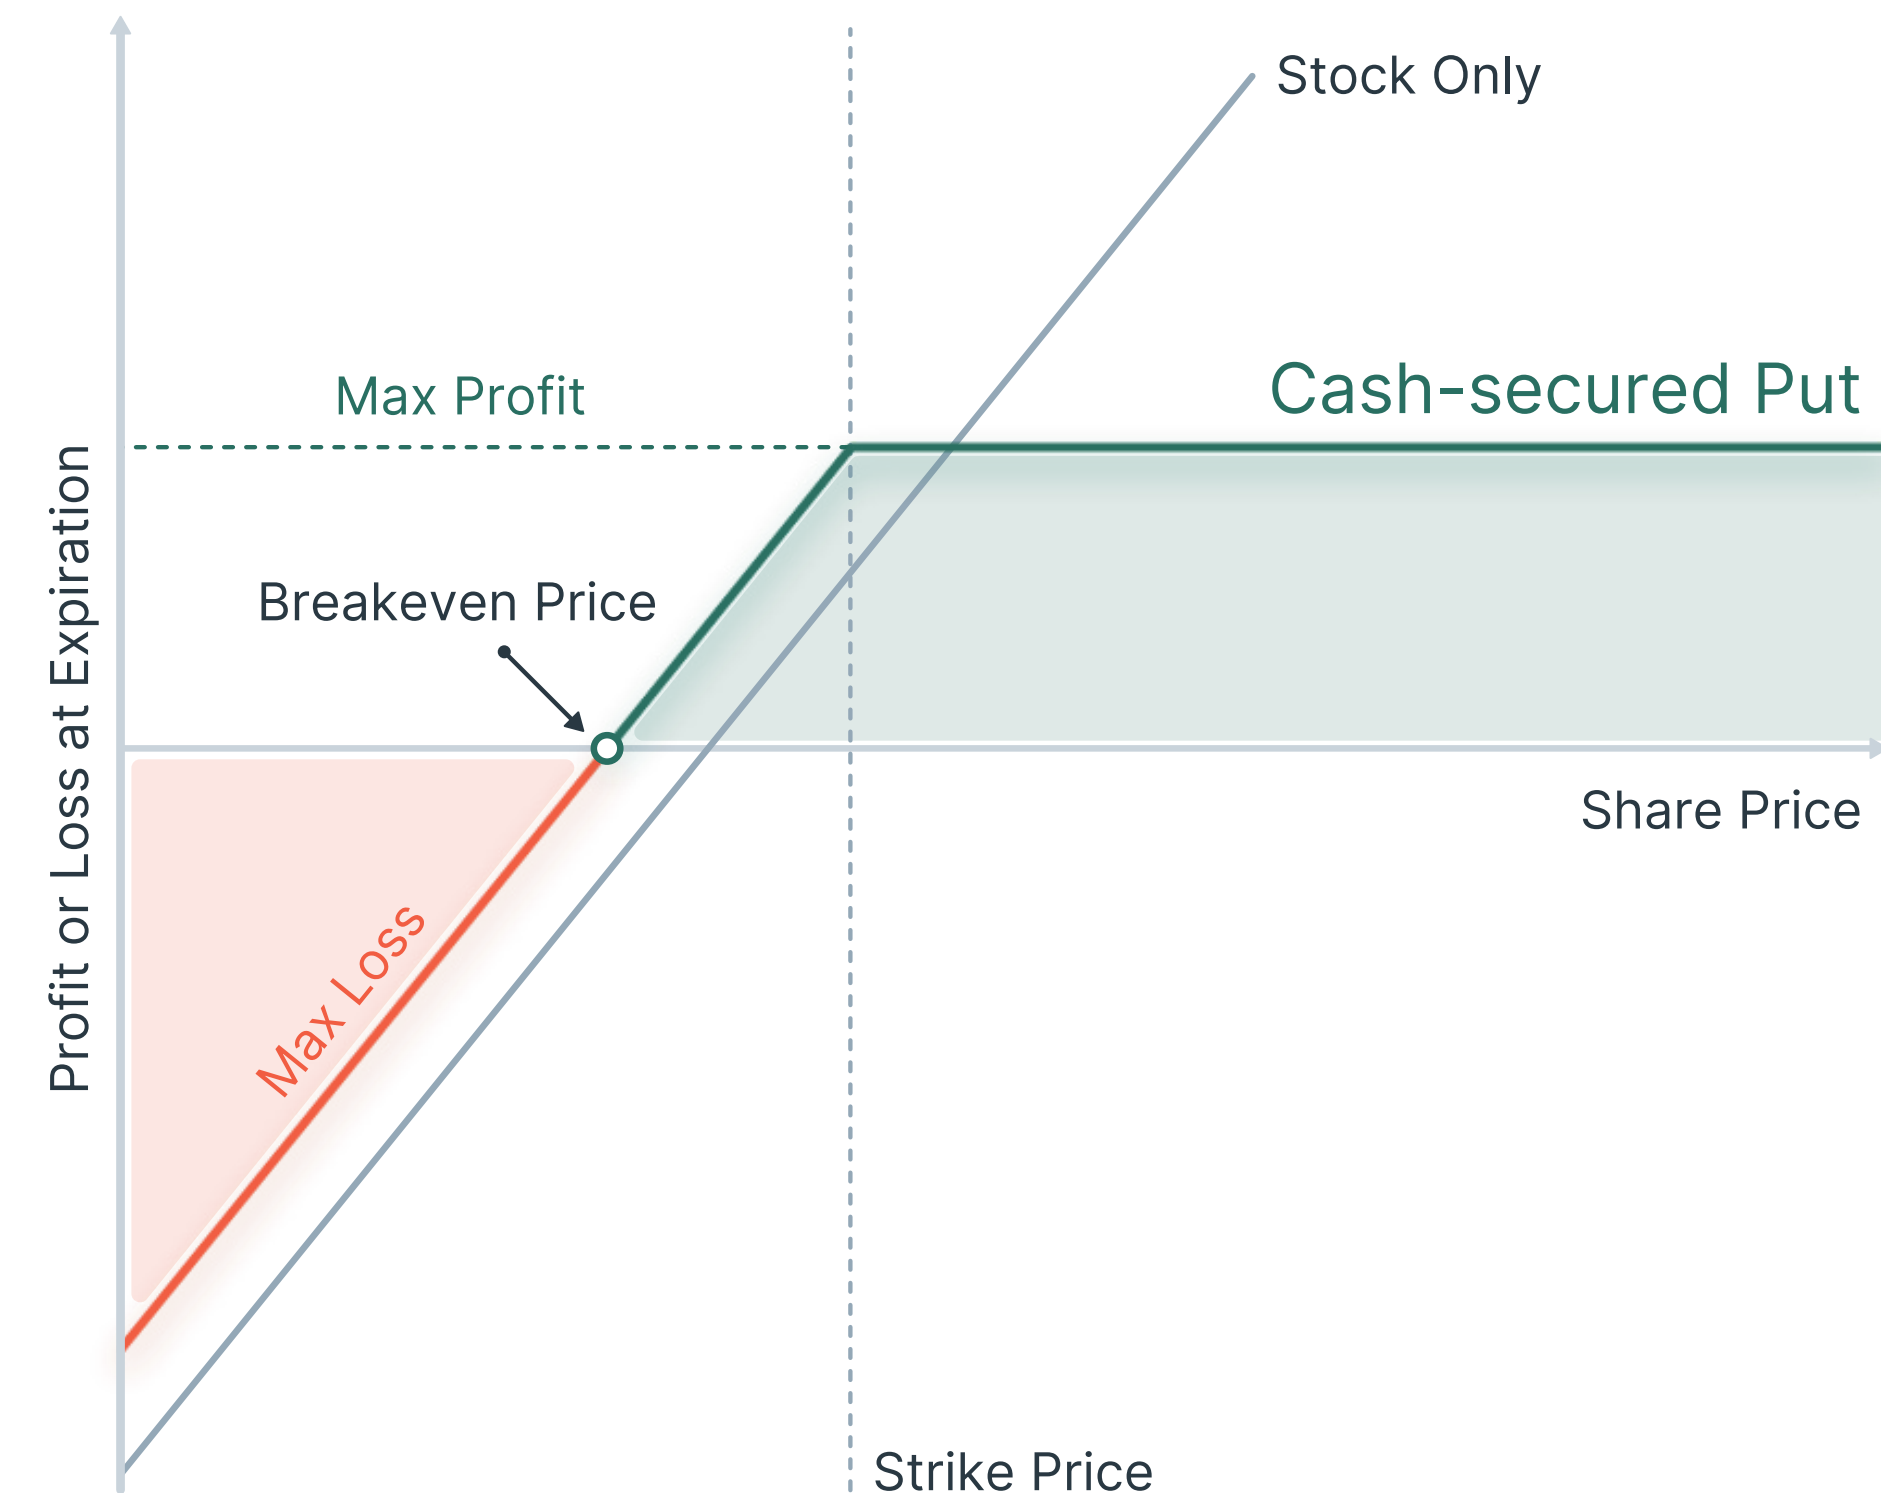 Stock Only
Cash-secured Put
Max Profit
Breakeven Price
Profit or Loss at Expiration
Share Price
Max Loss
Strike Price